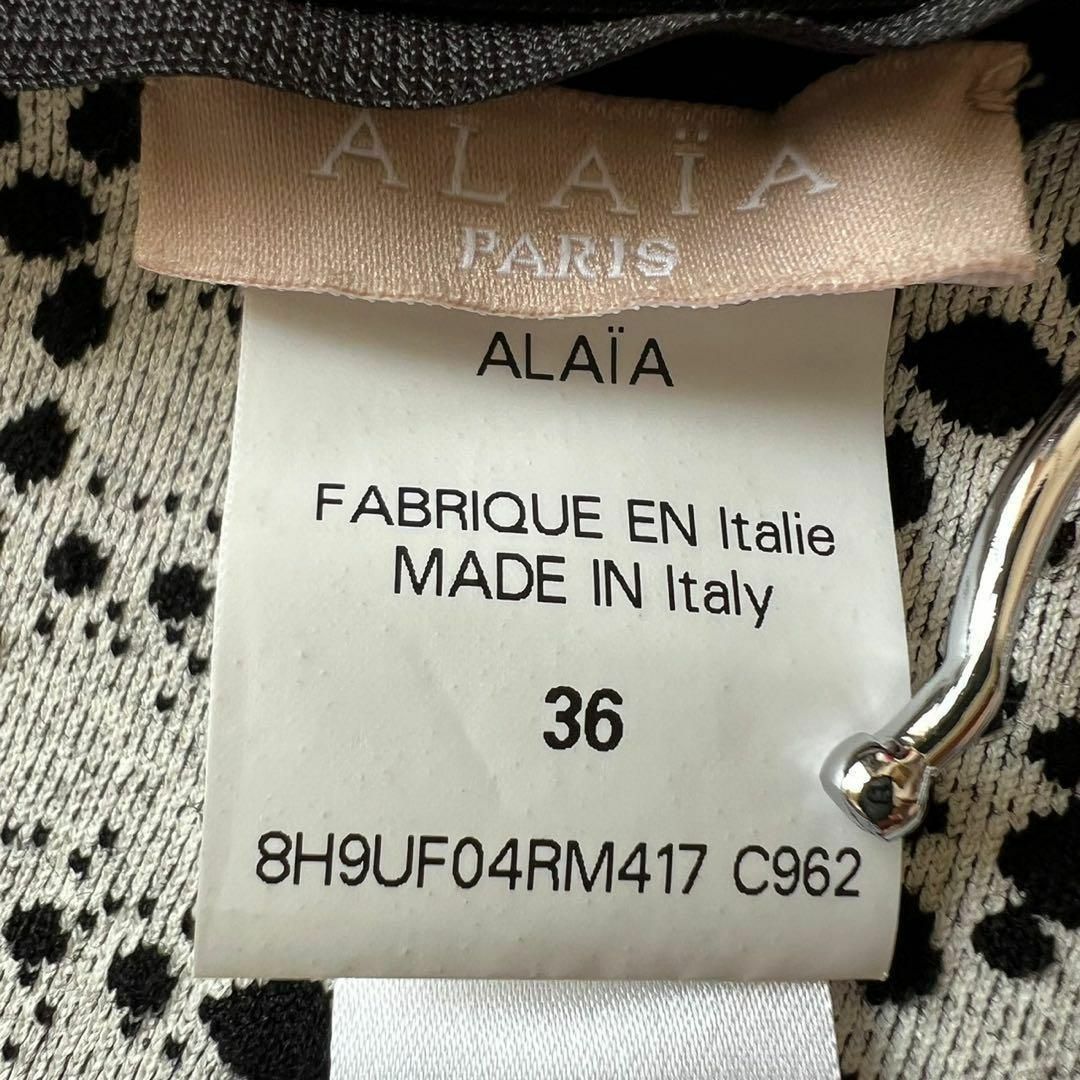 ALAÏA
PARIS
ALAÏA
FABRIQUE EN Italie
MADE IN Italy
36
8H9UF04RM417 C962